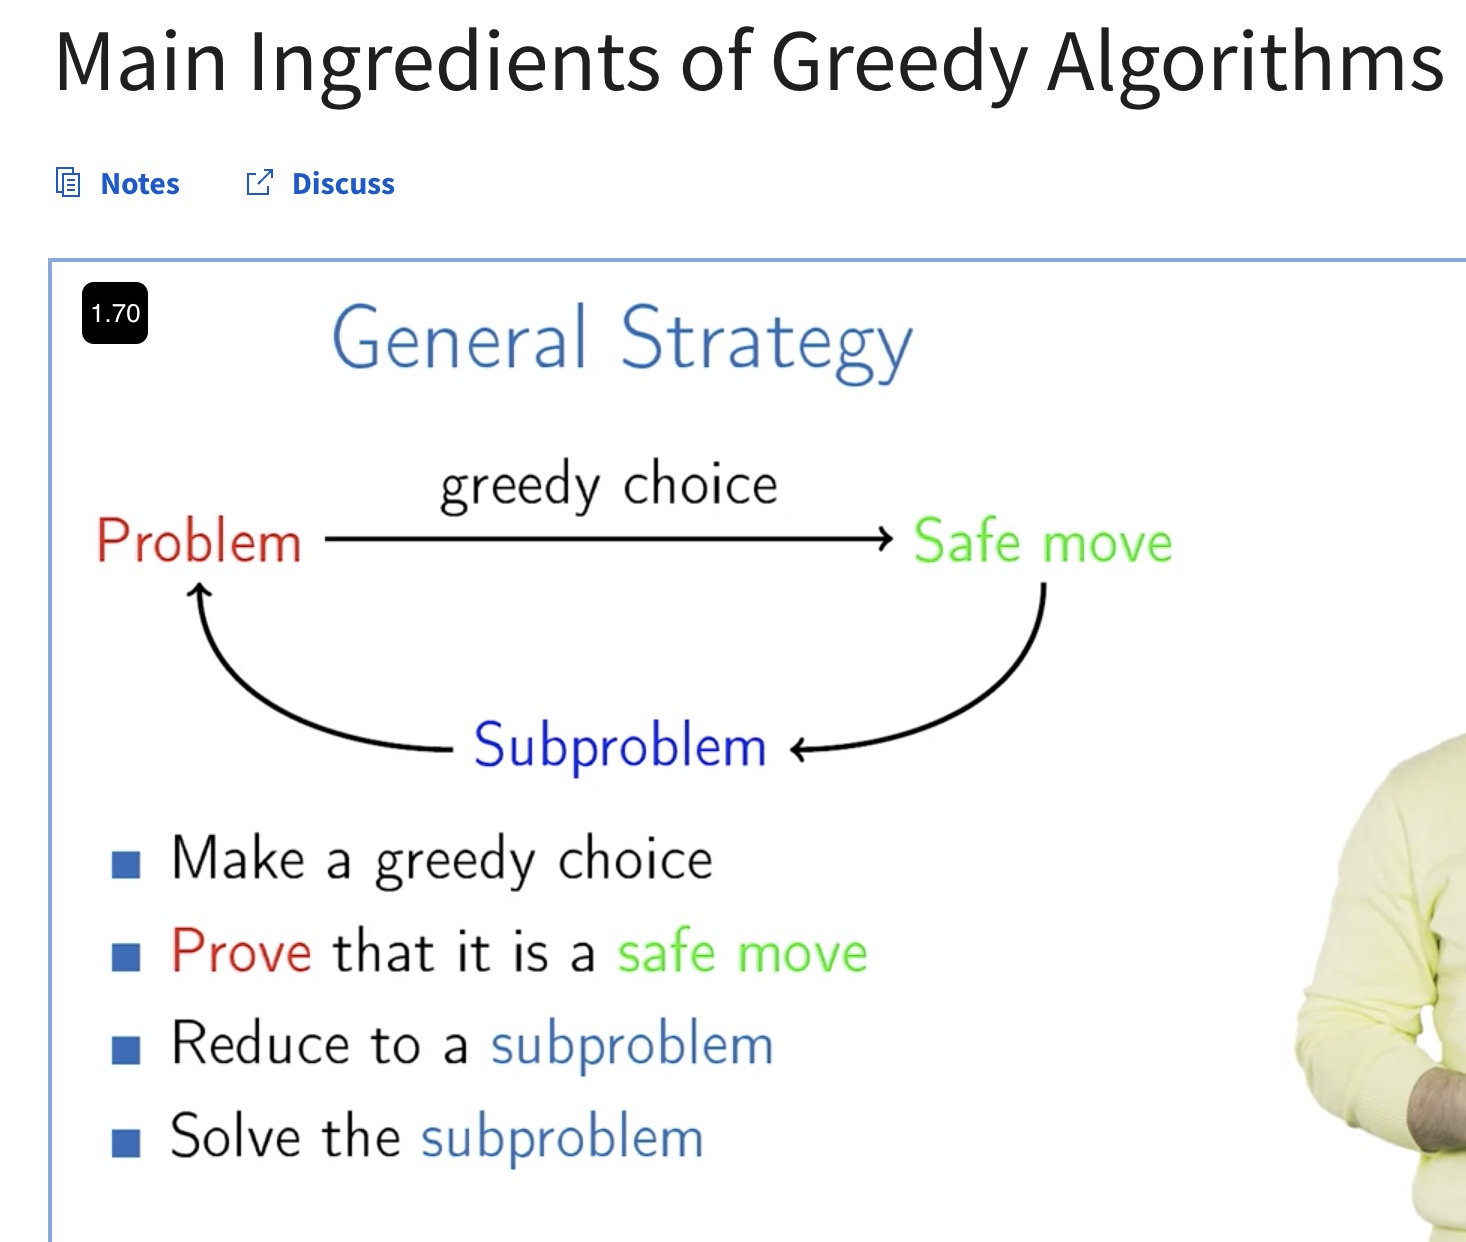 Main Ingredients of Greedy Algorithms
Notes Discuss
1.70
General Strategy
greedy choice
Problem Safe move
Subproblem
Make a greedy choice
Prove that it is a safe move
Reduce to a subproblem
Solve the subproblem